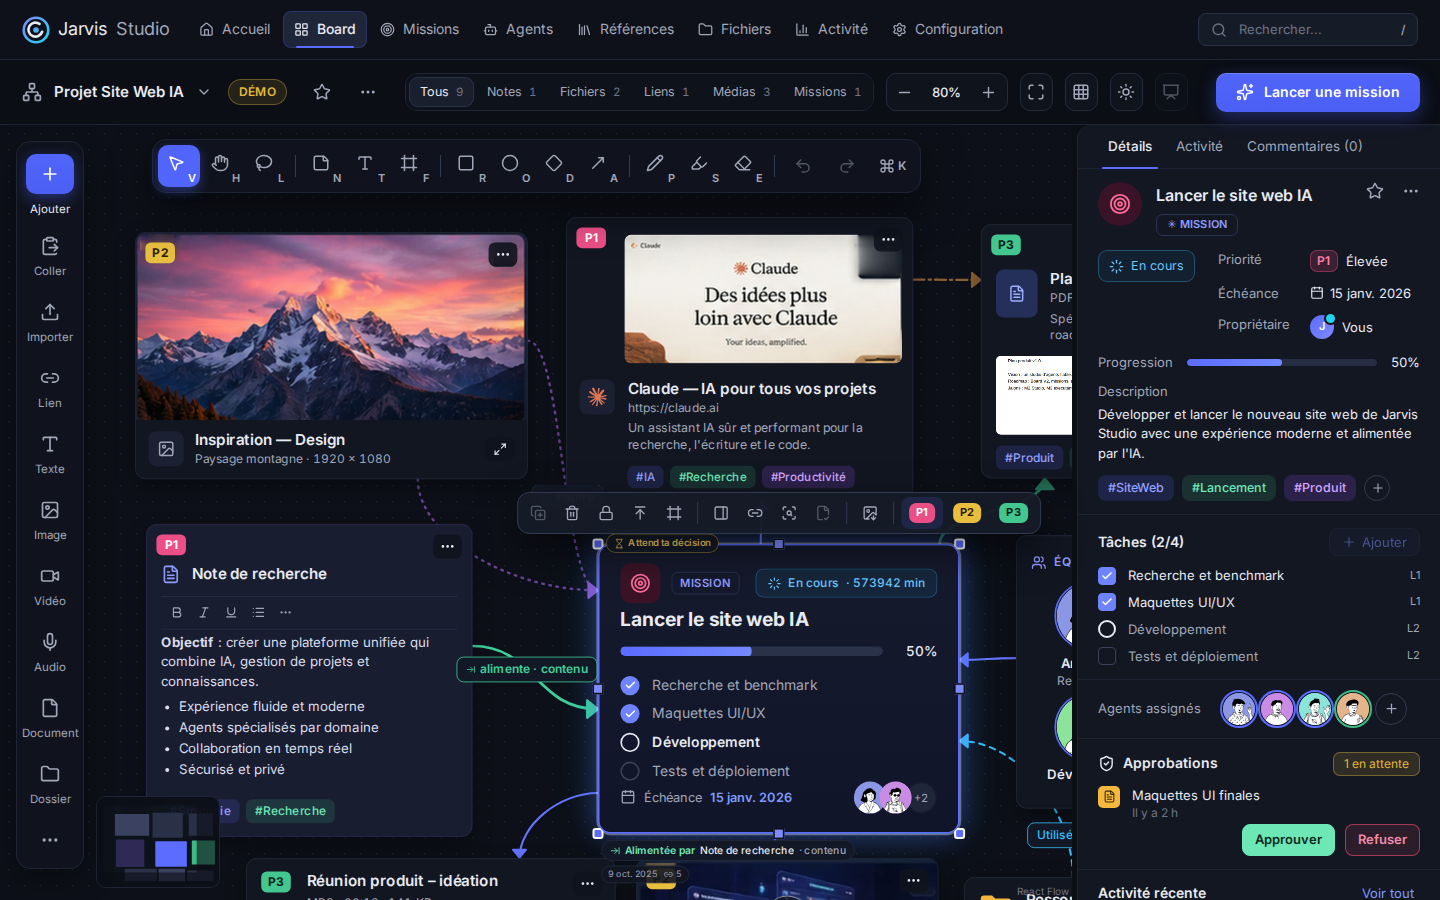 Jarvis Studio
Accueil
Board
Missions
Agents
Références
Fichiers
Activité
Configuration
Rechercher...
/
Projet Site Web IA
DÉMO
Tous 9
Notes 1
Fichiers 2
Liens 1
Médias 3
Missions 1
80%
Lancer une mission
Ajouter
Coller
Importer
Lien
Texte
Image
Vidéo
Audio
Document
Dossier
V
H
L
N
T
F
R
O
D
A
P
S
E
⌘ K
P2
Inspiration — Design
Paysage montagne · 1920 × 1080
P1
Claude
Claude
Des idées plus
loin avec Claude
Your ideas, amplified.
Claude — IA pour tous vos projets
https://claude.ai
Un assistant IA sûr et performant pour la
recherche, l'écriture et le code.
#IA
#Recherche
#Productivité
P3
PDF
#Produit
P1
P2
P3
P1
Note de recherche
B I U
Objectif : créer une plateforme unifiée qui
combine IA, gestion de projets et
connaissances.
• Expérience fluide et moderne
• Agents spécialisés par domaine
• Collaboration en temps réel
• Sécurisé et privé
#Recherche
alimente · contenu
Attend ta décision
MISSION
En cours · 573942 min
Lancer le site web IA
50%
Recherche et benchmark
Maquettes UI/UX
Développement
Tests et déploiement
Échéance 15 janv. 2026
+2
Alimentée par Note de recherche · contenu
9 oct. 2025 5
P3
Réunion produit – idéation
React Flow
Détails
Activité
Commentaires (0)
Lancer le site web IA
MISSION
En cours
Priorité
P1 Élevée
Échéance
15 janv. 2026
Propriétaire
J Vous
Progression
50%
Description
Développer et lancer le nouveau site web de Jarvis
Studio avec une expérience moderne et alimentée
par l'IA.
#SiteWeb
#Lancement
#Produit
Tâches (2/4)
Ajouter
Recherche et benchmark L1
Maquettes UI/UX L1
Développement L2
Tests et déploiement L2
Agents assignés
Approbations
1 en attente
Maquettes UI finales
Il y a 2 h
Approuver
Refuser
Activité récente
Voir tout